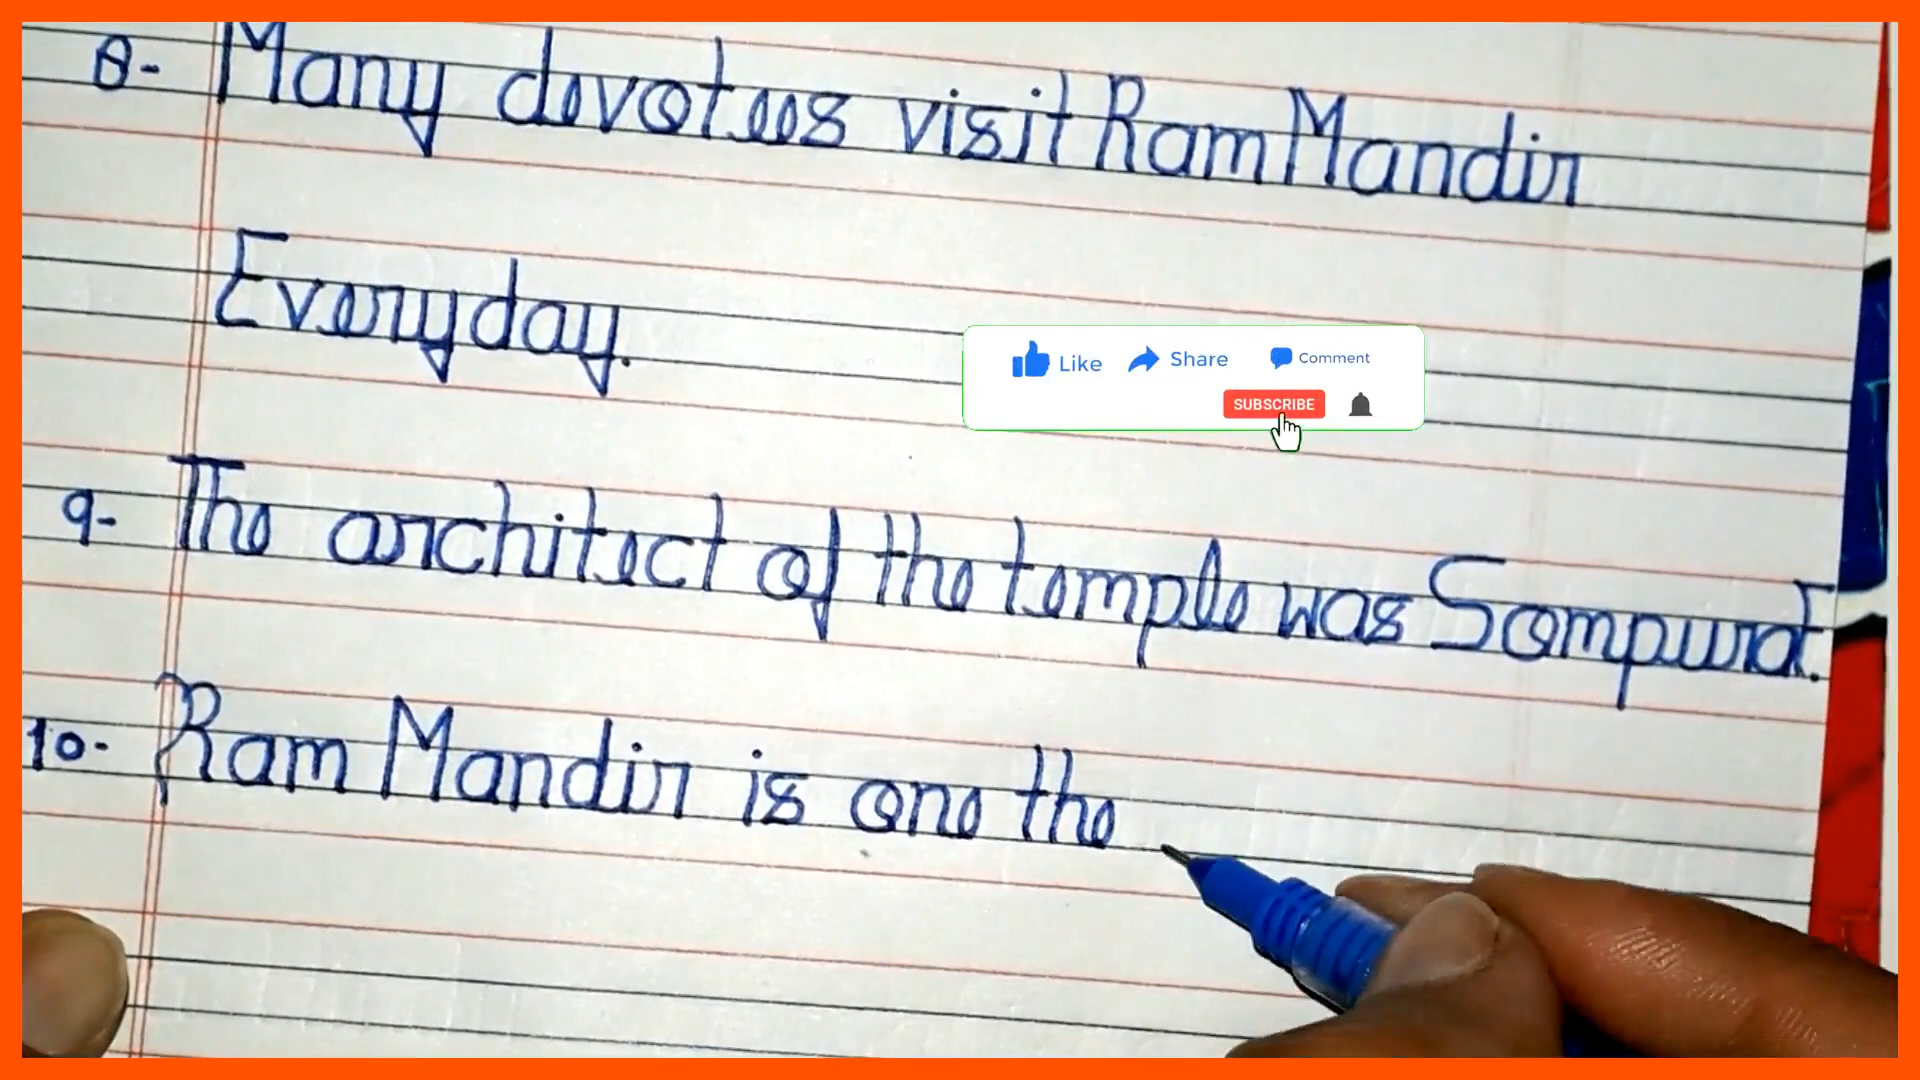 8- Many devotees visit Ram Mandir
Everyday.
Like Share Comment
SUBSCRIBE
9- The architect of the temple was Sompura.
10- Ram Mandir is one the